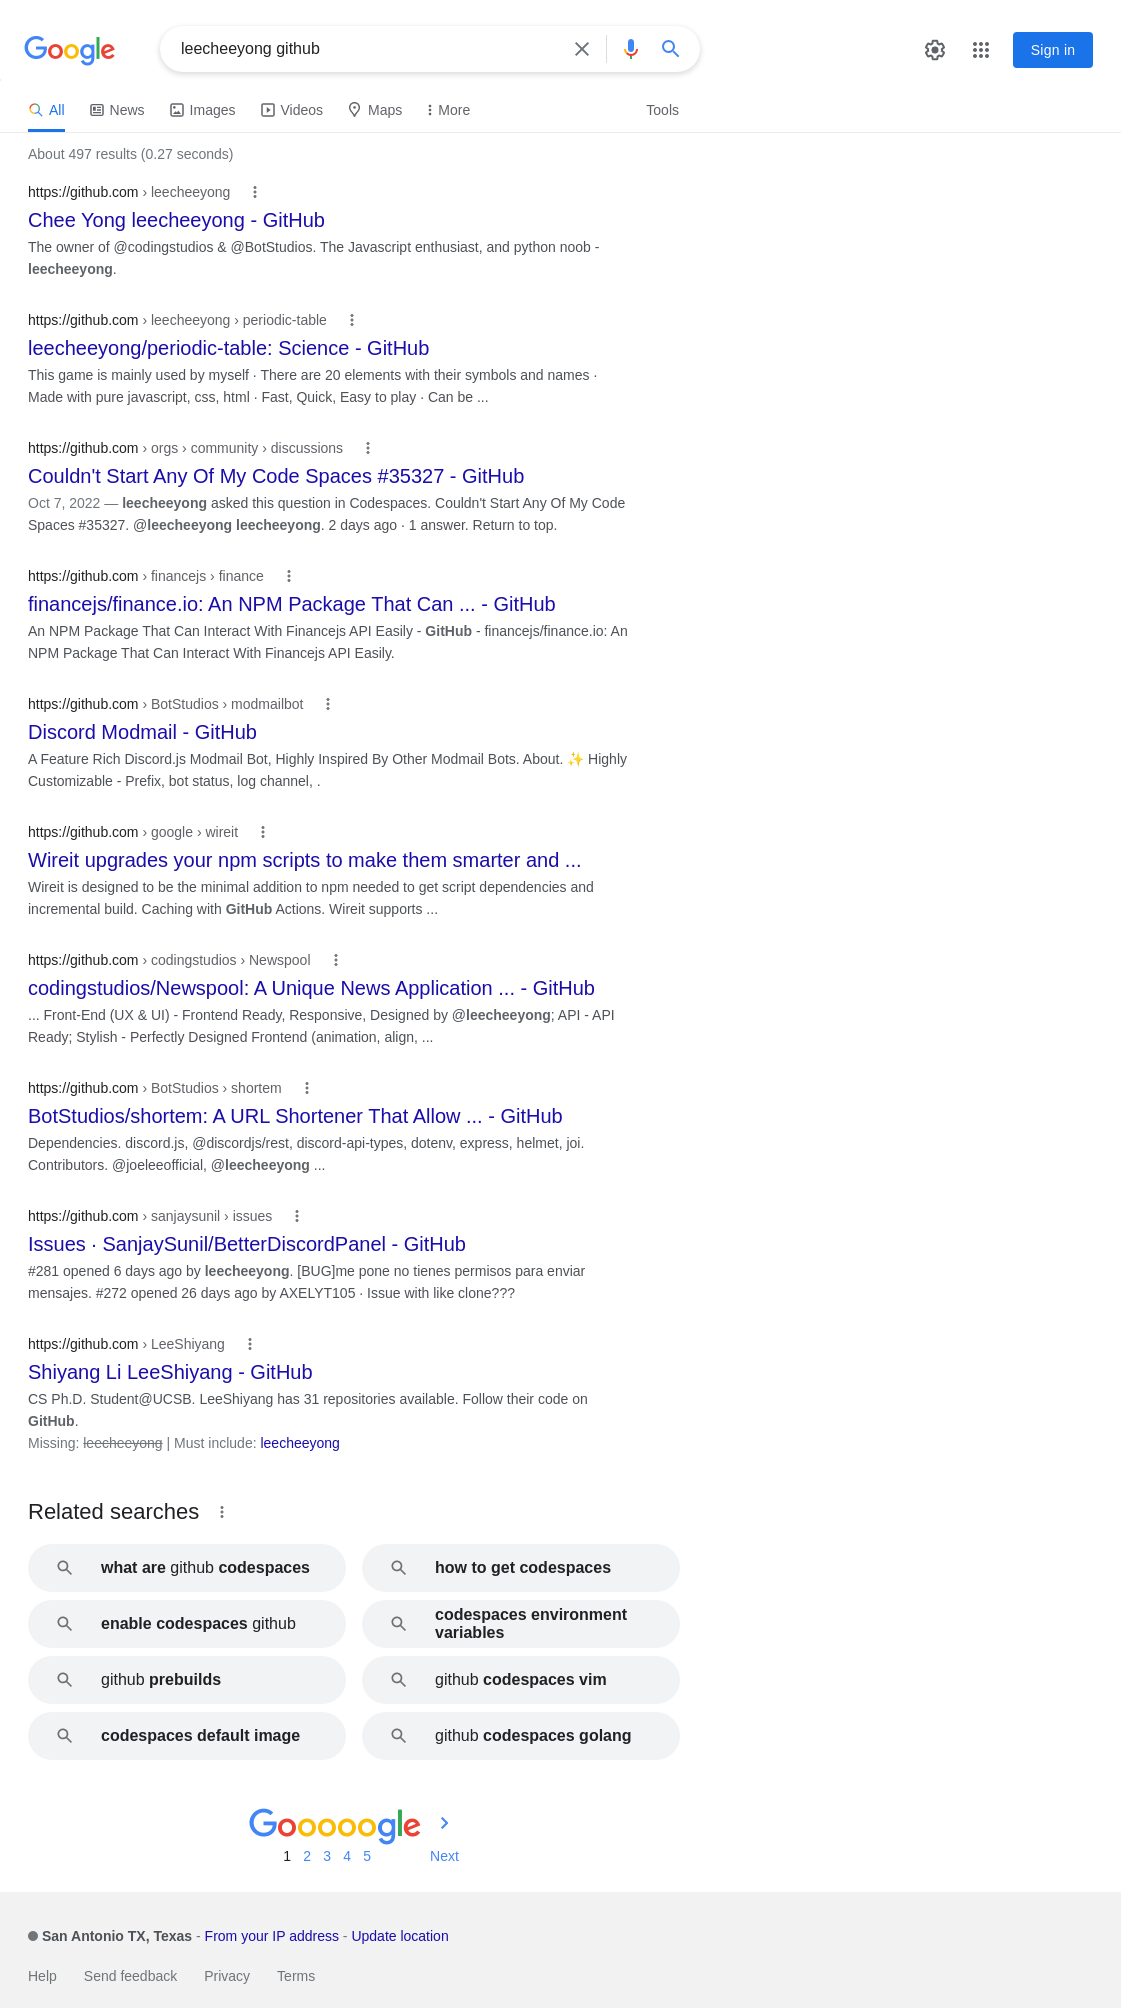 Google
leecheeyong github
Sign in
All News Images Videos Maps More Tools
About 497 results (0.27 seconds)
https://github.com › leecheeyong
Chee Yong leecheeyong - GitHub
The owner of @codingstudios & @BotStudios. The Javascript enthusiast, and python noob -
leecheeyong.
https://github.com › leecheeyong › periodic-table
leecheeyong/periodic-table: Science - GitHub
This game is mainly used by myself · There are 20 elements with their symbols and names ·
Made with pure javascript, css, html · Fast, Quick, Easy to play · Can be ...
https://github.com › orgs › community › discussions
Couldn't Start Any Of My Code Spaces #35327 - GitHub
Oct 7, 2022 — leecheeyong asked this question in Codespaces. Couldn't Start Any Of My Code
Spaces #35327. @leecheeyong leecheeyong. 2 days ago · 1 answer. Return to top.
https://github.com › financejs › finance
financejs/finance.io: An NPM Package That Can ... - GitHub
An NPM Package That Can Interact With Financejs API Easily - GitHub - financejs/finance.io: An
NPM Package That Can Interact With Financejs API Easily.
https://github.com › BotStudios › modmailbot
Discord Modmail - GitHub
A Feature Rich Discord.js Modmail Bot, Highly Inspired By Other Modmail Bots. About. ✨ Highly
Customizable - Prefix, bot status, log channel, .
https://github.com › google › wireit
Wireit upgrades your npm scripts to make them smarter and ...
Wireit is designed to be the minimal addition to npm needed to get script dependencies and
incremental build. Caching with GitHub Actions. Wireit supports ...
https://github.com › codingstudios › Newspool
codingstudios/Newspool: A Unique News Application ... - GitHub
... Front-End (UX & UI) - Frontend Ready, Responsive, Designed by @leecheeyong; API - API
Ready; Stylish - Perfectly Designed Frontend (animation, align, ...
https://github.com › BotStudios › shortem
BotStudios/shortem: A URL Shortener That Allow ... - GitHub
Dependencies. discord.js, @discordjs/rest, discord-api-types, dotenv, express, helmet, joi.
Contributors. @joeleeofficial, @leecheeyong ...
https://github.com › sanjaysunil › issues
Issues · SanjaySunil/BetterDiscordPanel - GitHub
#281 opened 6 days ago by leecheeyong. [BUG]me pone no tienes permisos para enviar
mensajes. #272 opened 26 days ago by AXELYT105 · Issue with like clone???
https://github.com › LeeShiyang
Shiyang Li LeeShiyang - GitHub
CS Ph.D. Student@UCSB. LeeShiyang has 31 repositories available. Follow their code on
GitHub.
Missing: leecheeyong | Must include: leecheeyong
Related searches
what are github codespaces
how to get codespaces
enable codespaces github
codespaces environment
variables
github prebuilds
github codespaces vim
codespaces default image
github codespaces golang
Gooooogle
1 2 3 4 5 Next
San Antonio TX, Texas - From your IP address - Update location
Help Send feedback Privacy Terms